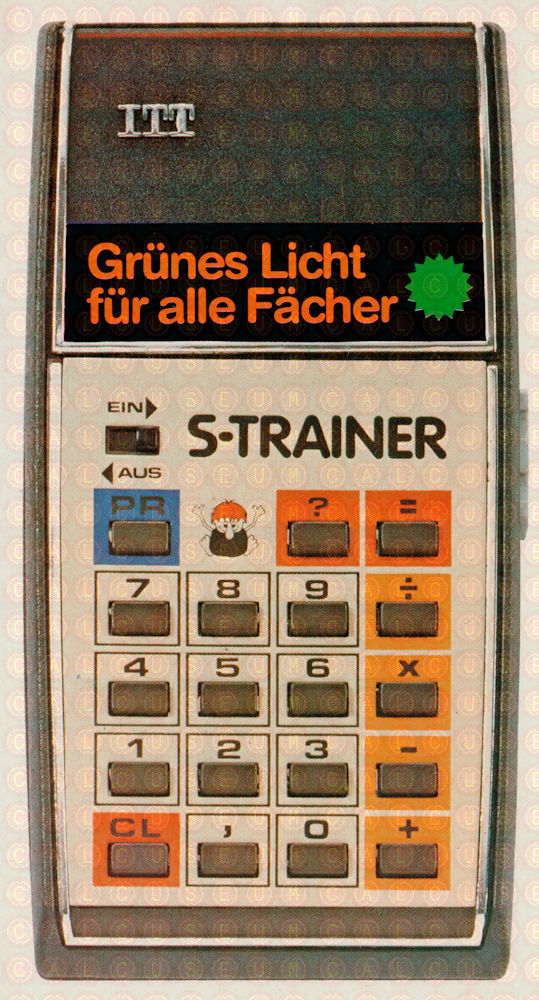 ITT
Grünes Licht
für alle Fächer
EIN
S-TRAINER
AUS
PR ? =
7 8 9 ÷
4 5 6 x
1 2 3 -
CL , 0 +